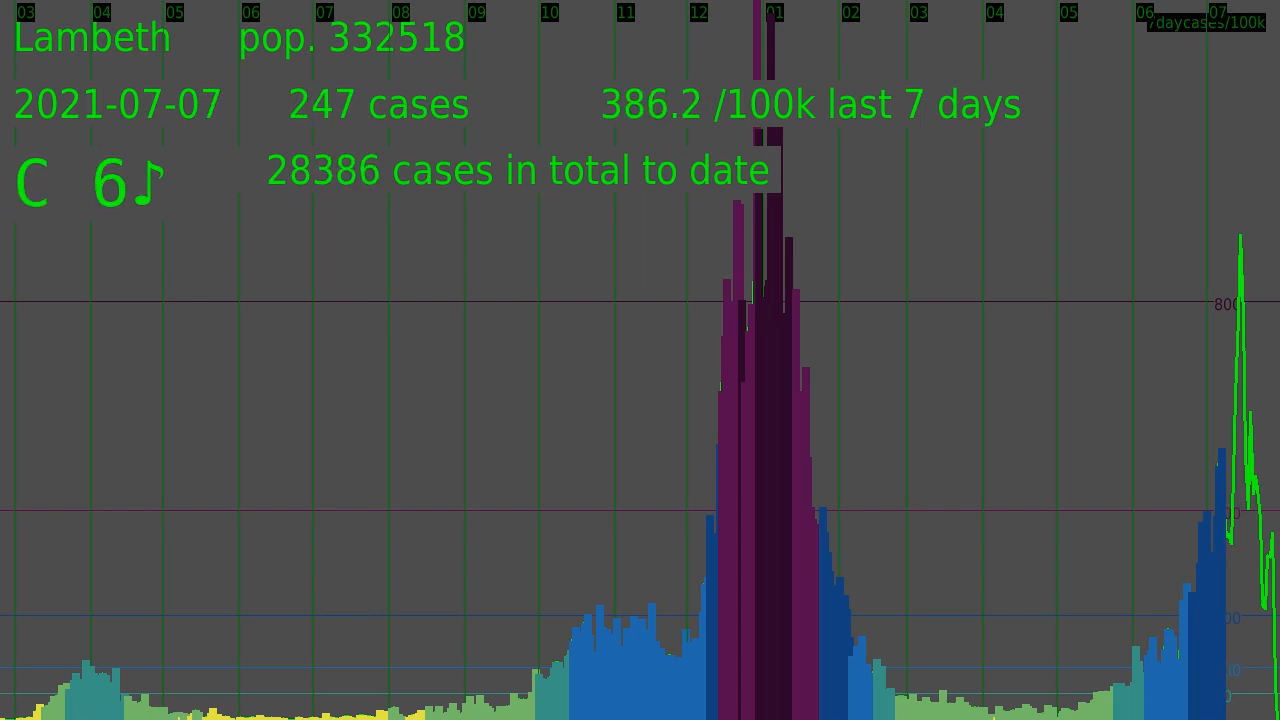 03 04 05 06 07 08 09 10 11 12 01 02 03 04 05 06 07
/daycases/100k
Lambeth pop. 332518
2021-07-07 247 cases 386.2 /100k last 7 days
C 6♪ 28386 cases in total to date
800